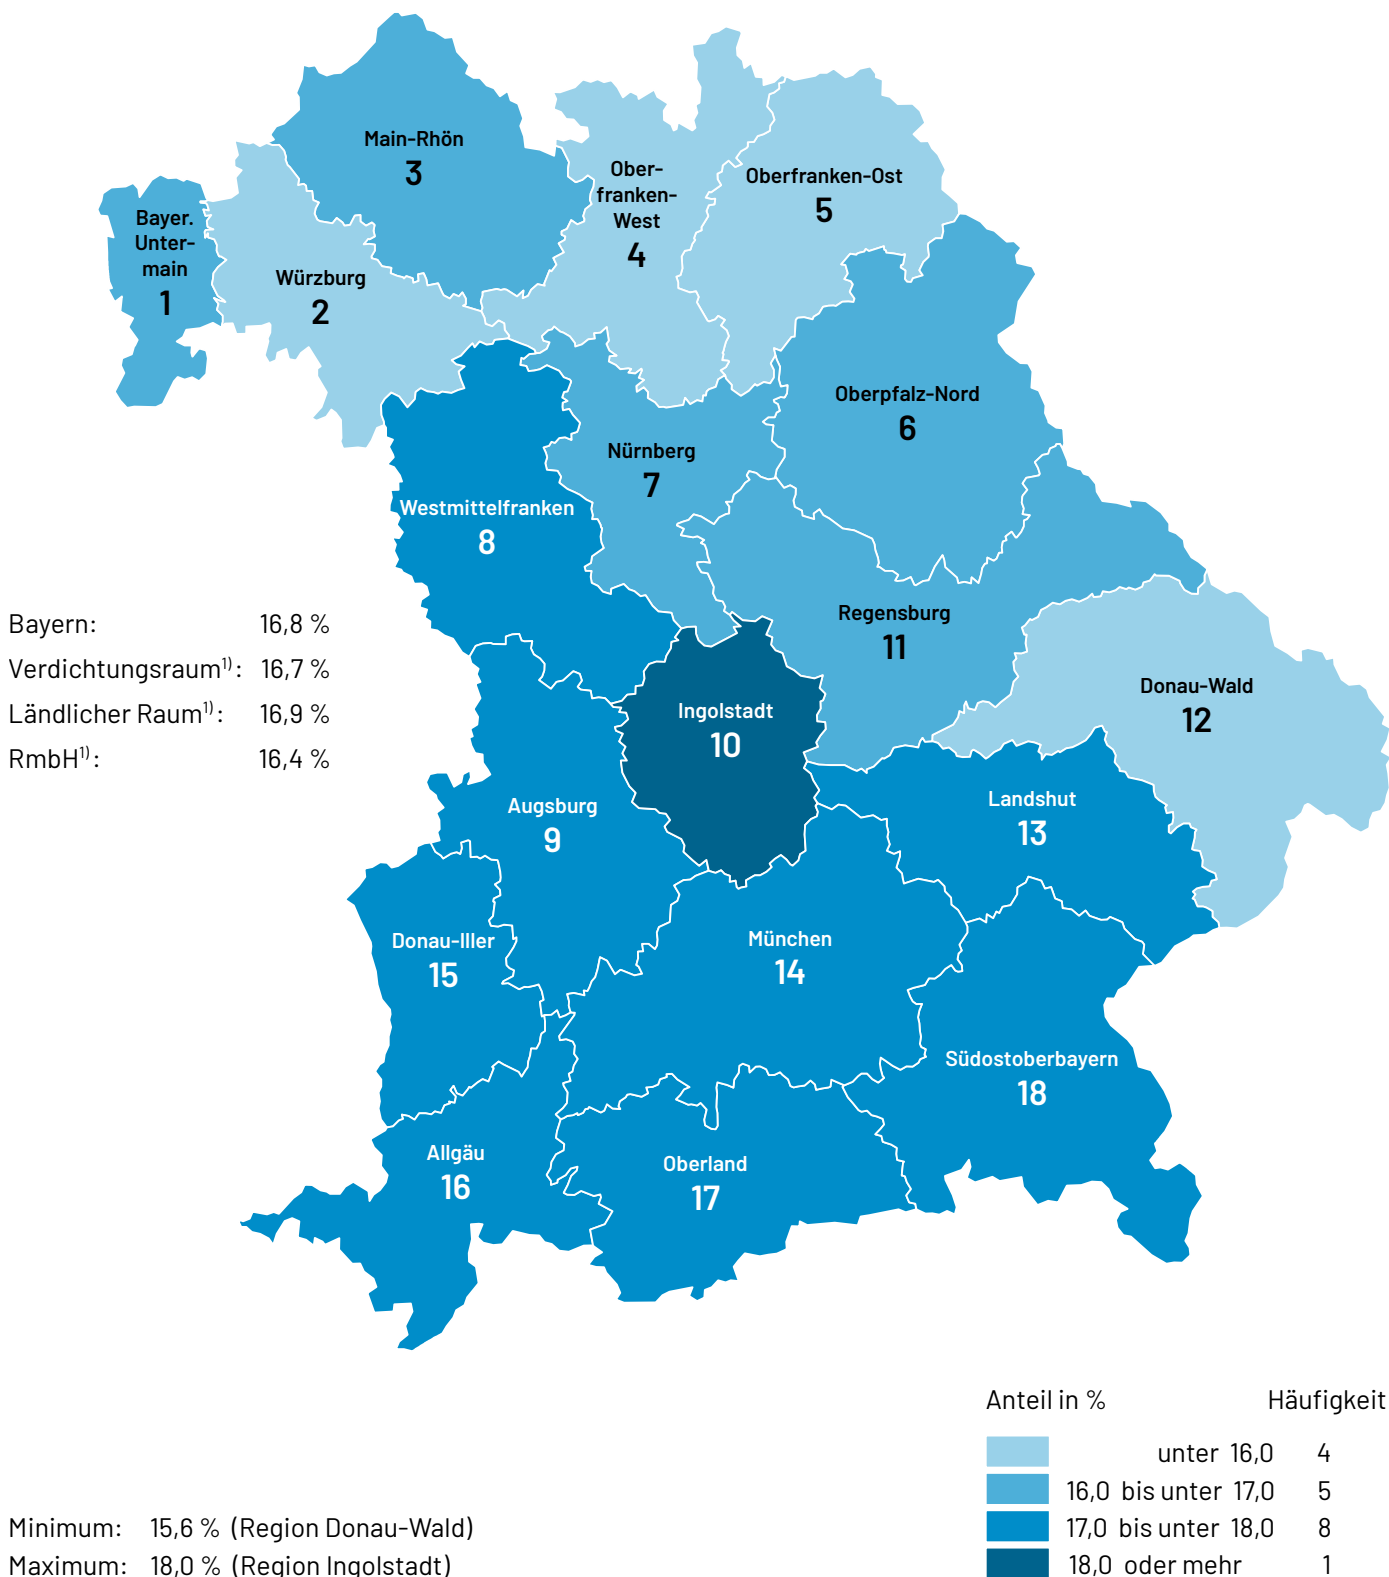 Main-Rhön
3
Ober-
franken-
West
4
Oberfranken-Ost
5
Bayer.
Unter-
main
1
Würzburg
2
Oberpfalz-Nord
6
Nürnberg
7
Westmittelfranken
8
Bayern: 16,8 %
Verdichtungsraum1): 16,7 %
Ländlicher Raum1): 16,9 %
RmbH1): 16,4 %
Regensburg
11
Donau-Wald
12
Ingolstadt
10
Augsburg
9
Landshut
13
Donau-Iller
15
München
14
Südostoberbayern
18
Allgäu
16
Oberland
17
Anteil in % Häufigkeit
unter 16,0 4
16,0 bis unter 17,0 5
17,0 bis unter 18,0 8
18,0 oder mehr 1
Minimum: 15,6 % (Region Donau-Wald)
Maximum: 18,0 % (Region Ingolstadt)